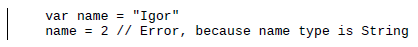 var name = "Igor"
name = 2 // Error, because name type is String